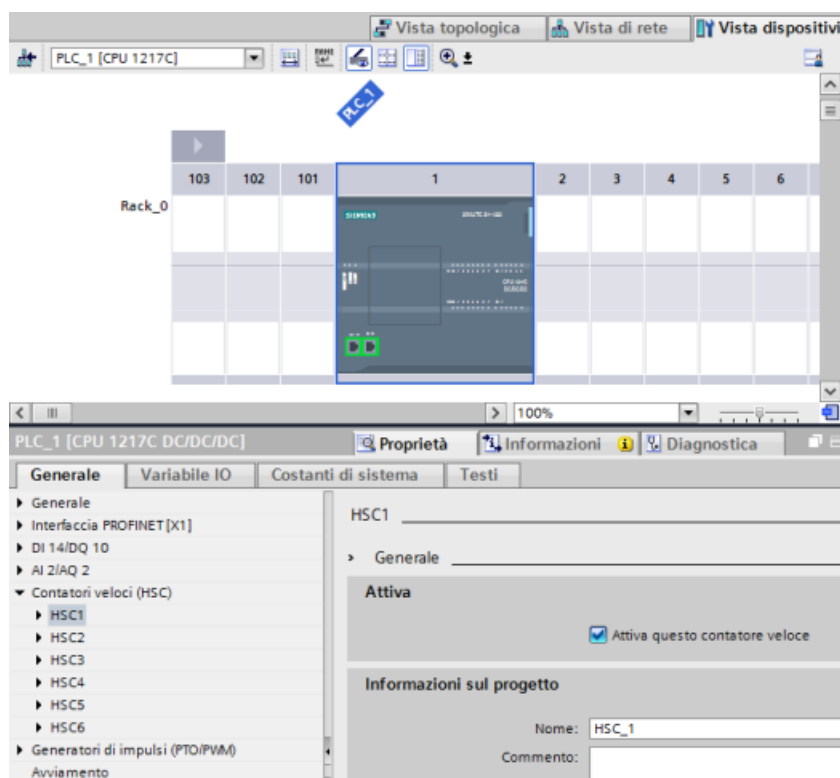 Vista topologica Vista di rete Vista dispositivi
PLC_1 [CPU 1217C]
PLC_1
103 102 101 1 2 3 4 5 6
Rack_0
SIEMENS
100%
PLC_1 [CPU 1217C DC/DC/DC] Proprietà Informazioni Diagnostica
Generale Variabile IO Costanti di sistema Testi
Generale
Interfaccia PROFINET [X1]
DI 14/DQ 10
AI 2/AQ 2
Contatori veloci (HSC)
HSC1
HSC2
HSC3
HSC4
HSC5
HSC6
Generatori di impulsi (PTO/PWM)
Avviamento
HSC1
Generale
Attiva
Attiva questo contatore veloce
Informazioni sul progetto
Nome: HSC_1
Commento: